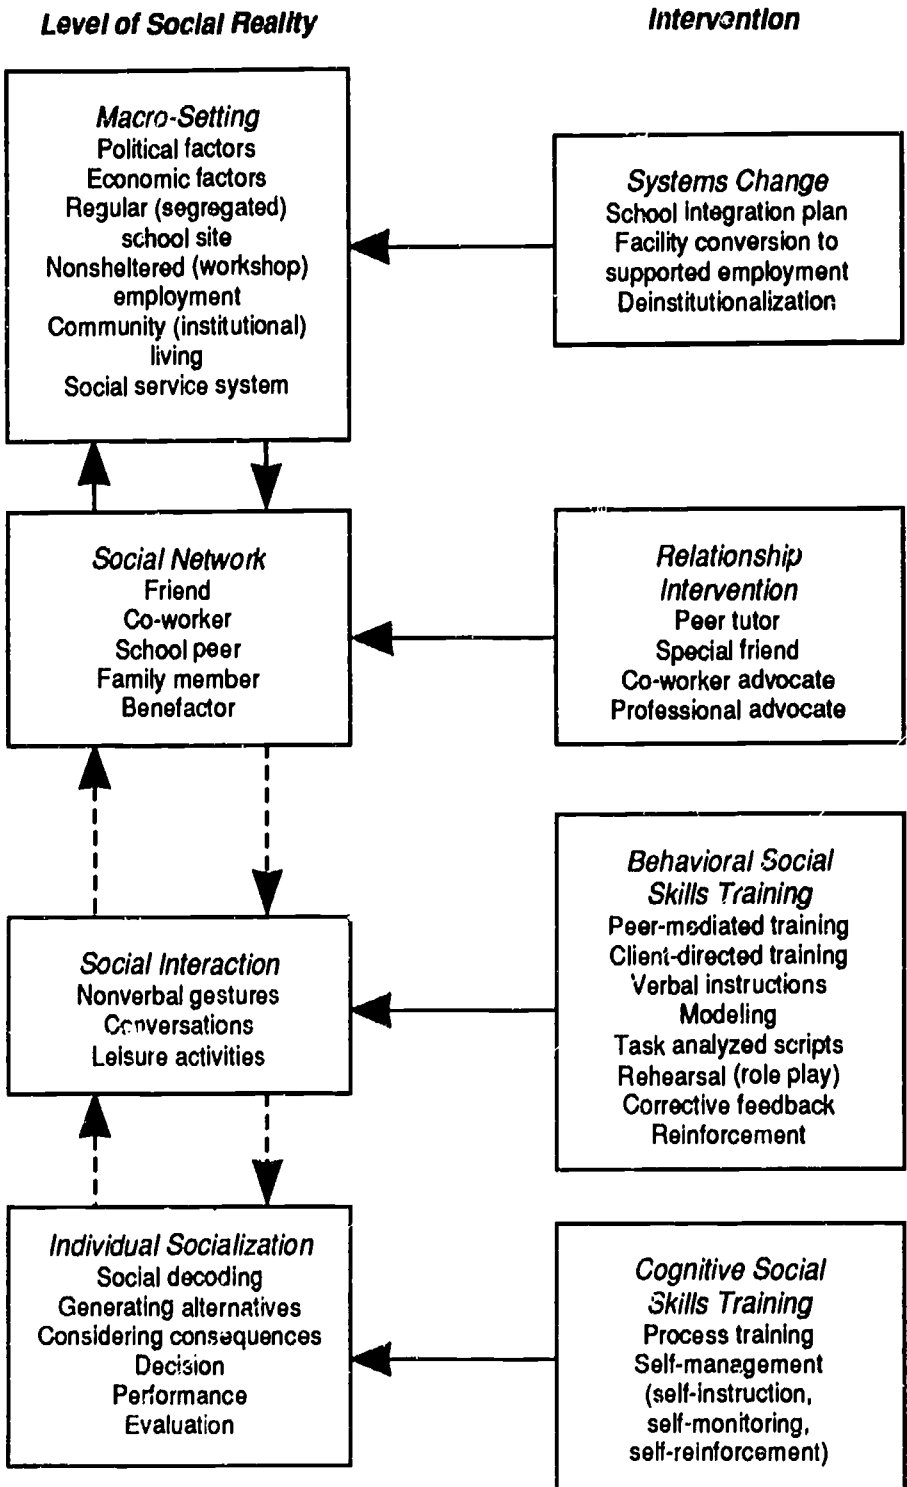 Level of Social Reality
Intervention
Macro-Setting
Political factors
Economic factors
Regular (segregated)
school site
Nonsheltered (workshop)
employment
Community (institutional)
living
Social service system
Systems Change
School integration plan
Facility conversion to
supported employment
Deinstitutionalization
Social Network
Friend
Co-worker
School peer
Family member
Benefactor
Relationship
Intervention
Peer tutor
Special friend
Co-worker advocate
Professional advocate
Social Interaction
Nonverbal gestures
Conversations
Leisure activities
Behavioral Social
Skills Training
Peer-mediated training
Client-directed training
Verbal instructions
Modeling
Task analyzed scripts
Rehearsal (role play)
Corrective feedback
Reinforcement
Individual Socialization
Social decoding
Generating alternatives
Considering consequences
Decision
Performance
Evaluation
Cognitive Social
Skills Training
Process training
Self-management
(self-instruction,
self-monitoring,
self-reinforcement)